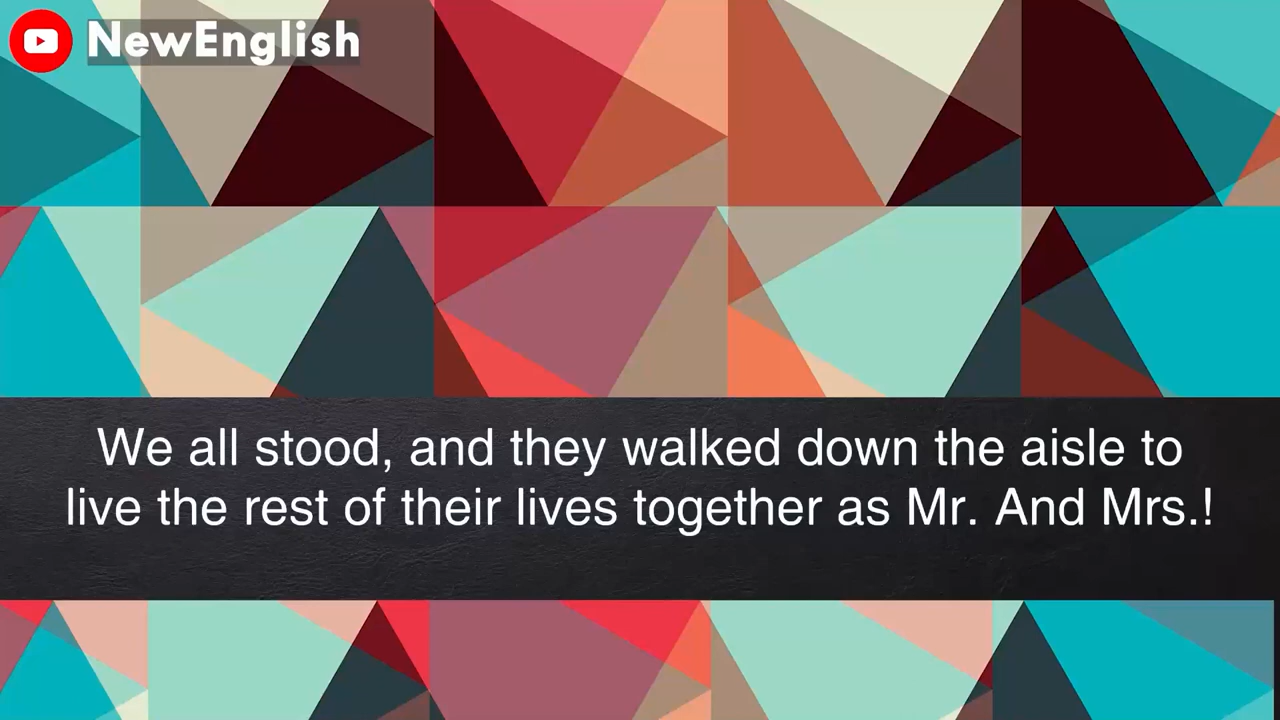 NewEnglish
We all stood, and they walked down the aisle to
live the rest of their lives together as Mr. And Mrs.!